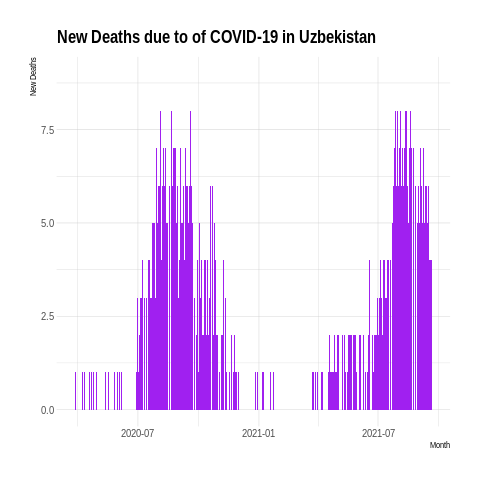 New Deaths due to of COVID-19 in Uzbekistan
New Deaths
7.5
5.0
2.5
0.0
2020-07
2021-01
2021-07
Month